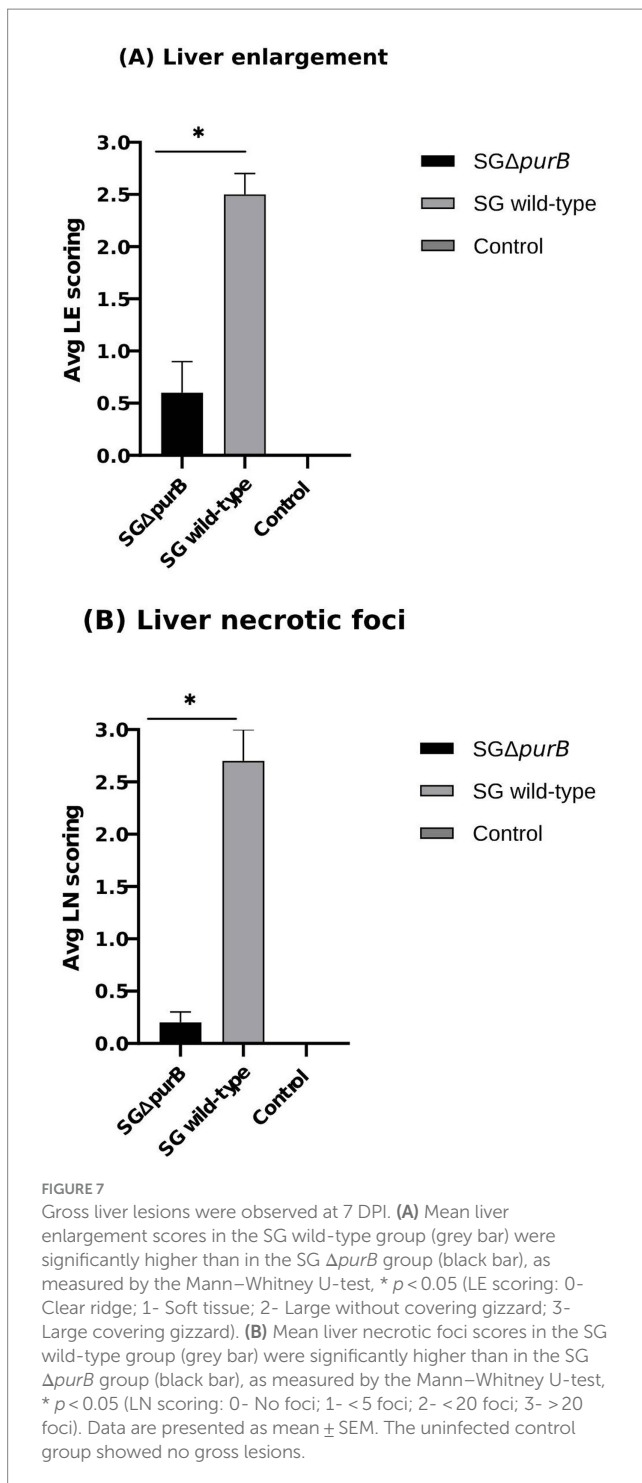 (A) Liver enlargement
*
3.0
2.5
2.0
1.5
1.0
0.5
0.0
Avg LE scoring
SGΔpurB
SG wild-type
Control
SGΔpurB
SG wild-type
Control
(B) Liver necrotic foci
*
3.0
2.5
2.0
1.5
1.0
0.5
0.0
Avg LN scoring
SGΔpurB
SG wild-type
Control
SGΔpurB
SG wild-type
Control
FIGURE 7
Gross liver lesions were observed at 7 DPI. (A) Mean liver
enlargement scores in the SG wild-type group (grey bar) were
significantly higher than in the SG ΔpurB group (black bar), as
measured by the Mann–Whitney U-test, * p < 0.05 (LE scoring: 0-
Clear ridge; 1- Soft tissue; 2- Large without covering gizzard; 3-
Large covering gizzard). (B) Mean liver necrotic foci scores in the SG
wild-type group (grey bar) were significantly higher than in the SG
ΔpurB group (black bar), as measured by the Mann–Whitney U-test,
* p < 0.05 (LN scoring: 0- No foci; 1- < 5 foci; 2- < 20 foci; 3- > 20
foci). Data are presented as mean ± SEM. The uninfected control
group showed no gross lesions.